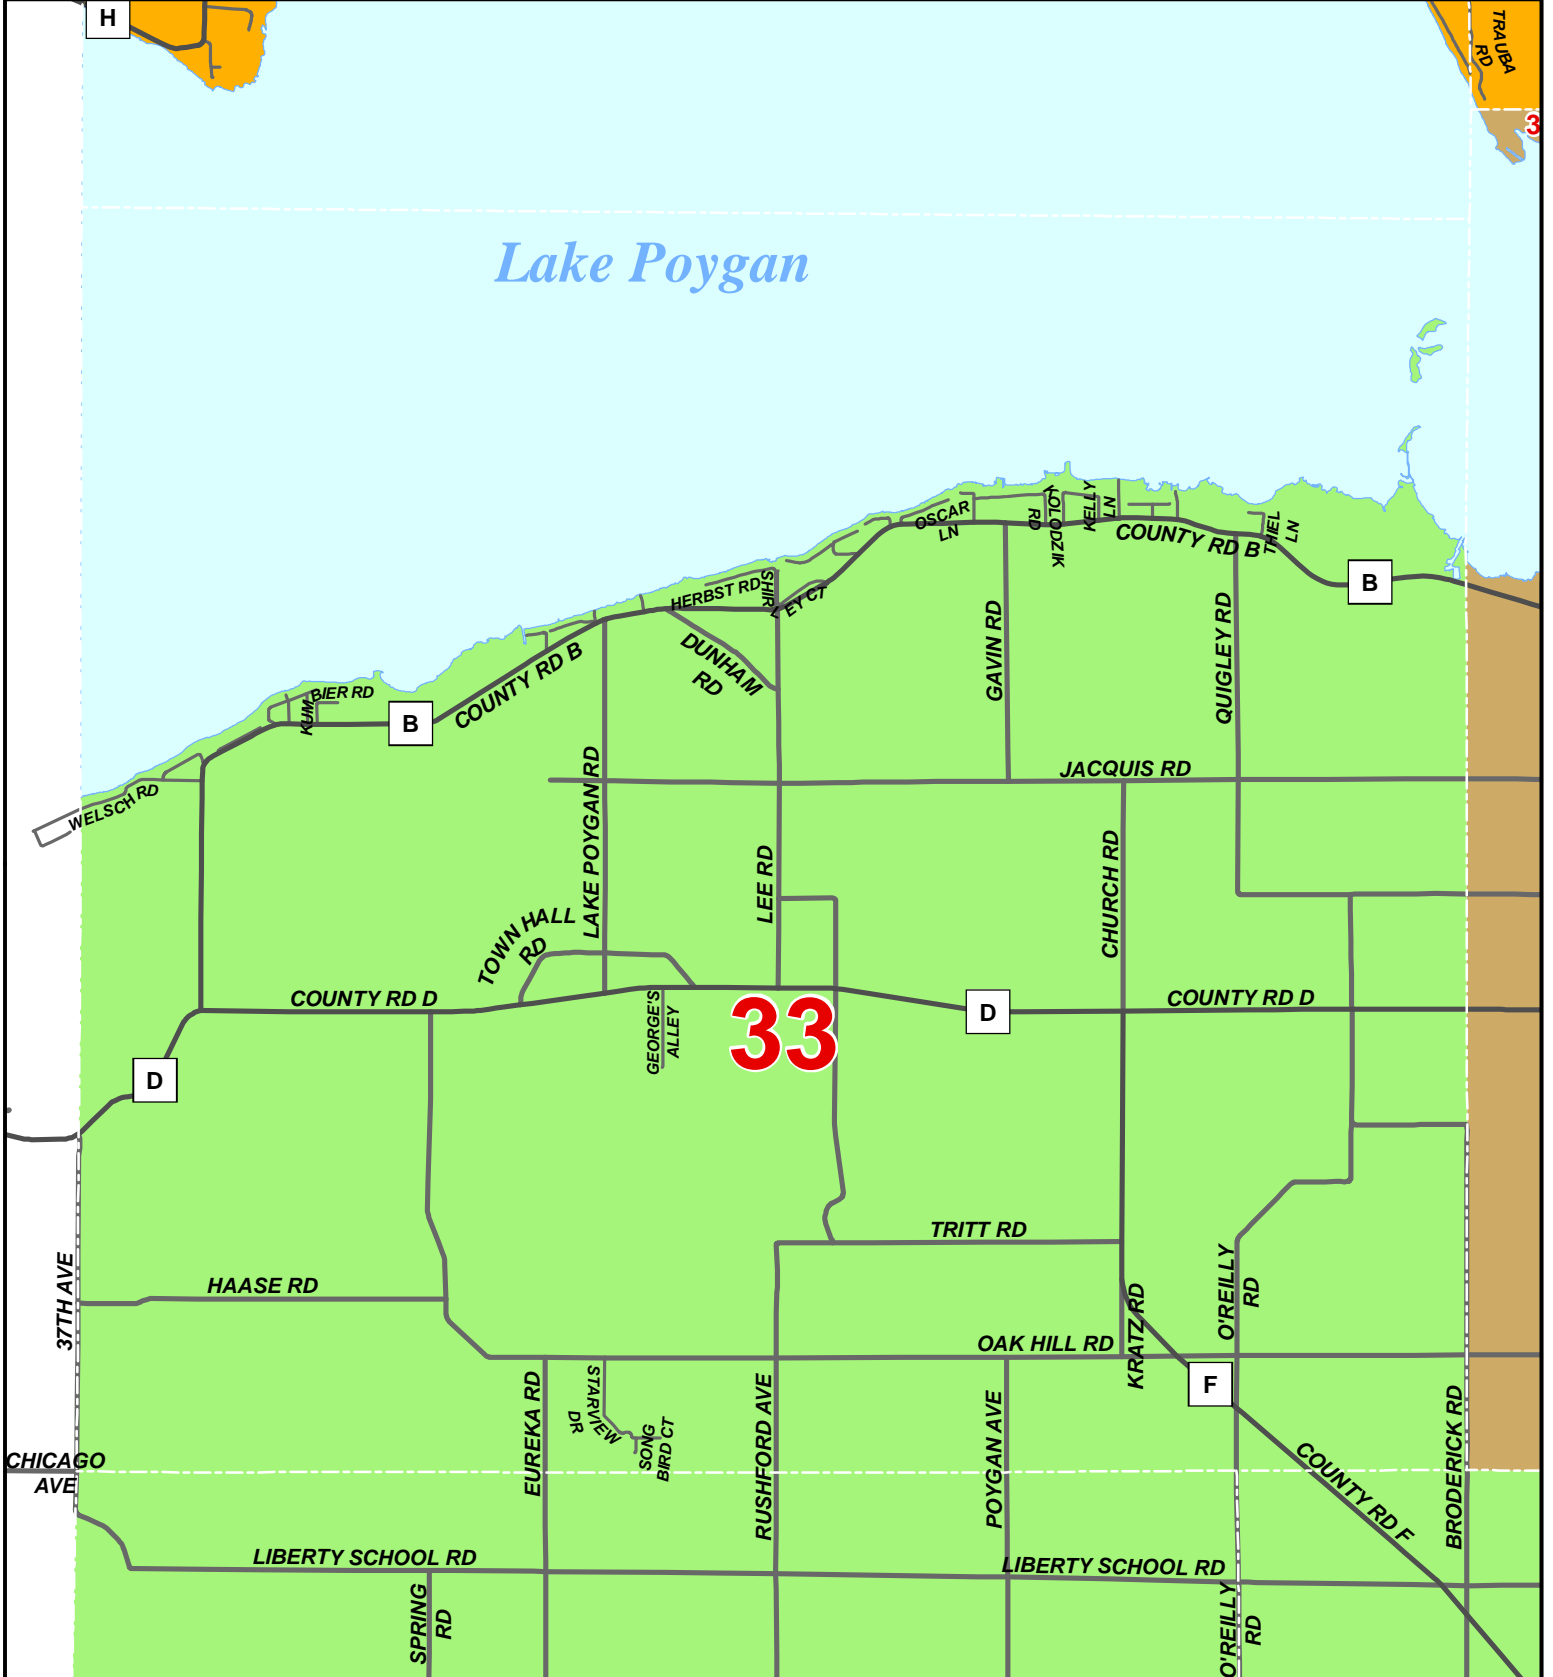 H
TRAUBA
RD
3
Lake Poygan
OSCAR
LN
KOLODZIK
RD
KELLY
LN
THIEL
LN
COUNTY RD B
B
HERBST RD
SHIRLEY CT
DUNHAM
RD
GAVIN RD
QUIGLEY RD
COUNTY RD B
BIER RD
KUM
B
WELSCH RD
JACQUIS RD
LAKE POYGAN RD
LEE RD
CHURCH RD
TOWN HALL
RD
COUNTY RD D
COUNTY RD D
GEORGE'S
ALLEY
33
D
D
TRITT RD
37TH AVE
HAASE RD
O'REILLY
RD
KRATZ RD
OAK HILL RD
F
EUREKA RD
STARVIEW
DR
SONG
BIRD CT
RUSHFORD AVE
POYGAN AVE
COUNTY RD F
BRODERICK RD
CHICAGO
AVE
LIBERTY SCHOOL RD
LIBERTY SCHOOL RD
SPRING
RD
O'REILLY
RD